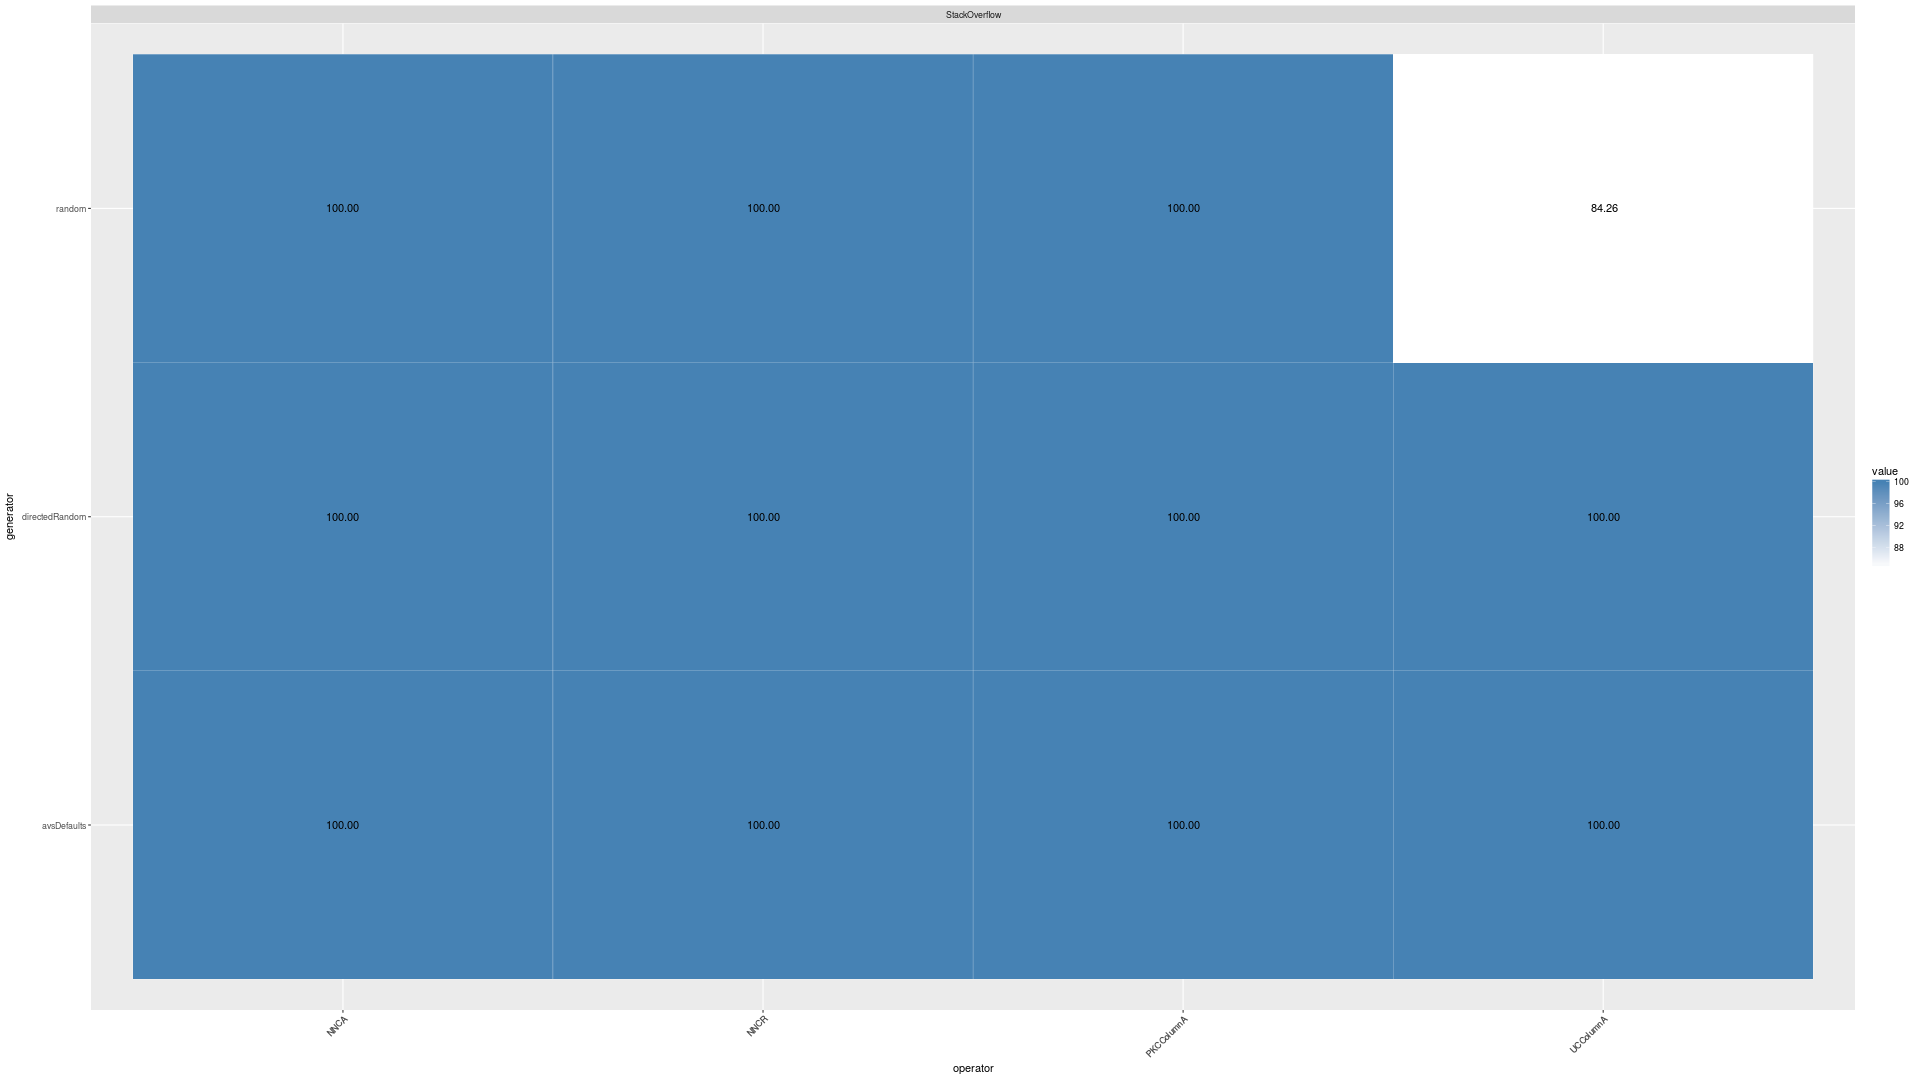 StackOverflow
random
100.00 100.00 100.00 84.26
directedRandom
100.00 100.00 100.00 100.00
avsDefaults
100.00 100.00 100.00 100.00
generator
NNCA NNCR PKCColumnA UCColumnA
operator
value
100
96
92
88